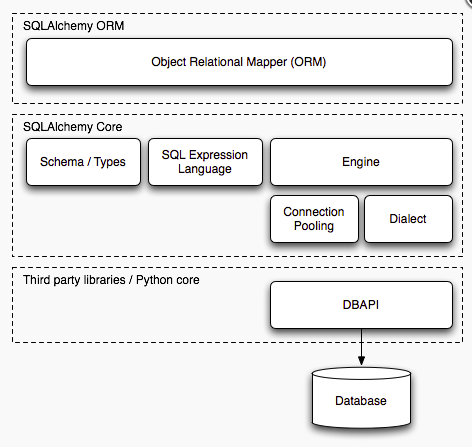 SQLAlchemy ORM
Object Relational Mapper (ORM)
SQLAlchemy Core
Schema / Types
SQL Expression
Language
Engine
Connection
Pooling
Dialect
Third party libraries / Python core
DBAPI
Database